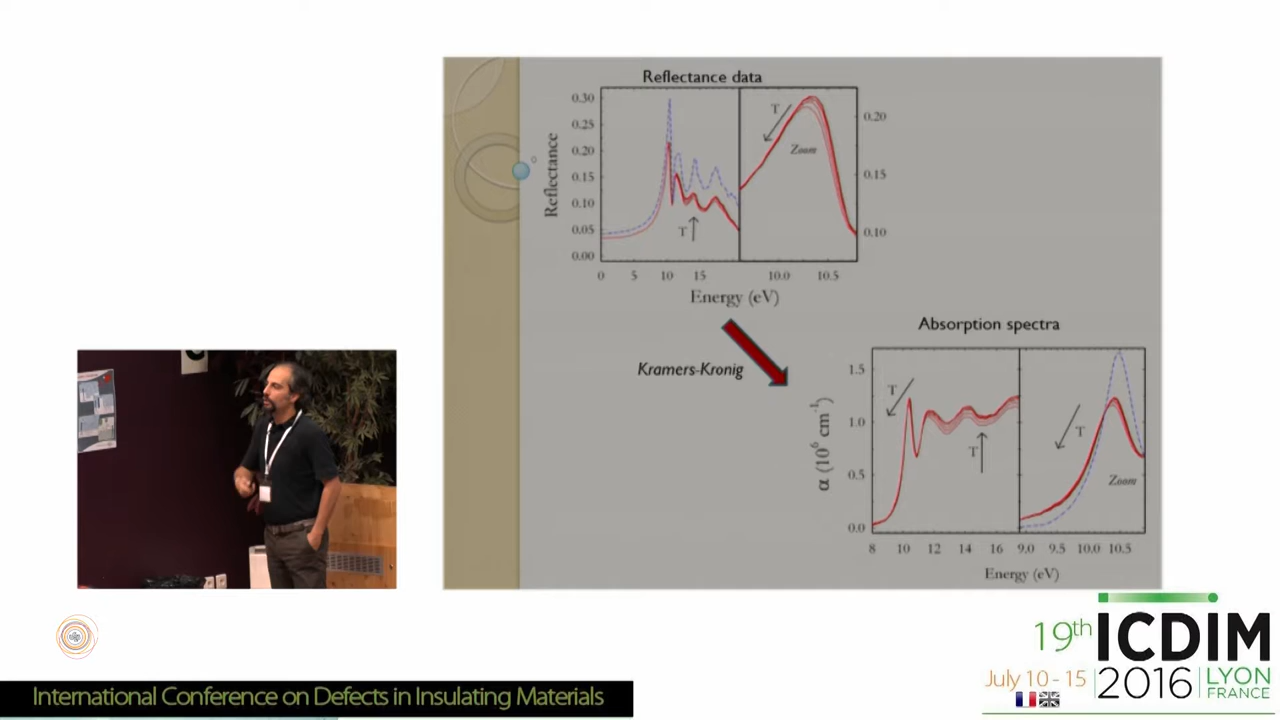 Reflectance data
0.30
0.25
0.20
0.15
0.10
0.05
0.00
Reflectance
T
T
Zoom
0.20
0.15
0.10
0 5 10 15 10.0 10.5
Energy (eV)
Kramers-Kronig
Absorption spectra
1.5
1.0
0.5
0.0
α (10⁶ cm⁻¹)
T
T
T
Zoom
8 10 12 14 16 9.0 9.5 10.0 10.5
Energy (eV)
19th ICDIM
July 10 - 15 2016 LYON
FRANCE
International Conference on Defects in Insulating Materials